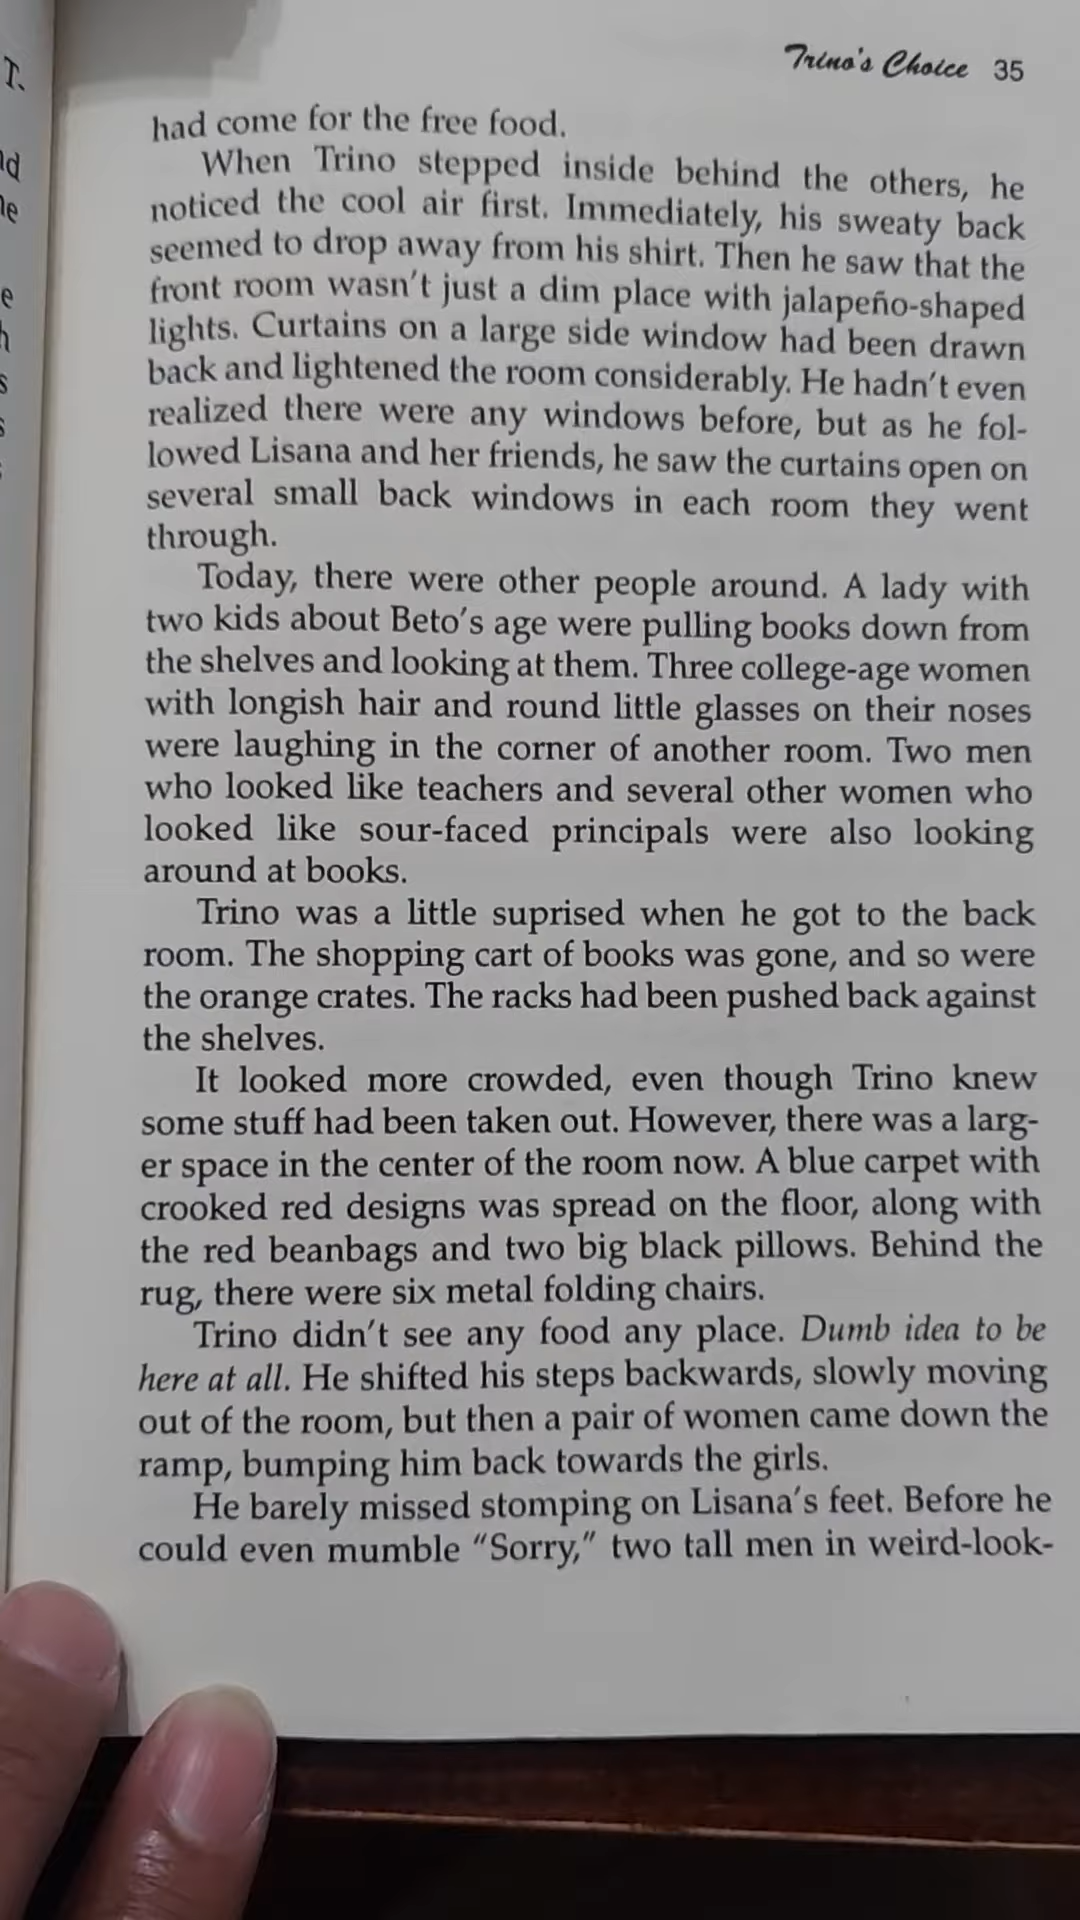 Trino's Choice 35
had come for the free food.
When Trino stepped inside behind the others, he
noticed the cool air first. Immediately, his sweaty back
seemed to drop away from his shirt. Then he saw that the
front room wasn't just a dim place with jalapeño-shaped
lights. Curtains on a large side window had been drawn
back and lightened the room considerably. He hadn't even
realized there were any windows before, but as he fol-
lowed Lisana and her friends, he saw the curtains open on
several small back windows in each room they went
through.
Today, there were other people around. A lady with
two kids about Beto's age were pulling books down from
the shelves and looking at them. Three college-age women
with longish hair and round little glasses on their noses
were laughing in the corner of another room. Two men
who looked like teachers and several other women who
looked like sour-faced principals were also looking
around at books.
Trino was a little suprised when he got to the back
room. The shopping cart of books was gone, and so were
the orange crates. The racks had been pushed back against
the shelves.
It looked more crowded, even though Trino knew
some stuff had been taken out. However, there was a larg-
er space in the center of the room now. A blue carpet with
crooked red designs was spread on the floor, along with
the red beanbags and two big black pillows. Behind the
rug, there were six metal folding chairs.
Trino didn't see any food any place. Dumb idea to be
here at all. He shifted his steps backwards, slowly moving
out of the room, but then a pair of women came down the
ramp, bumping him back towards the girls.
He barely missed stomping on Lisana's feet. Before he
could even mumble "Sorry," two tall men in weird-look-